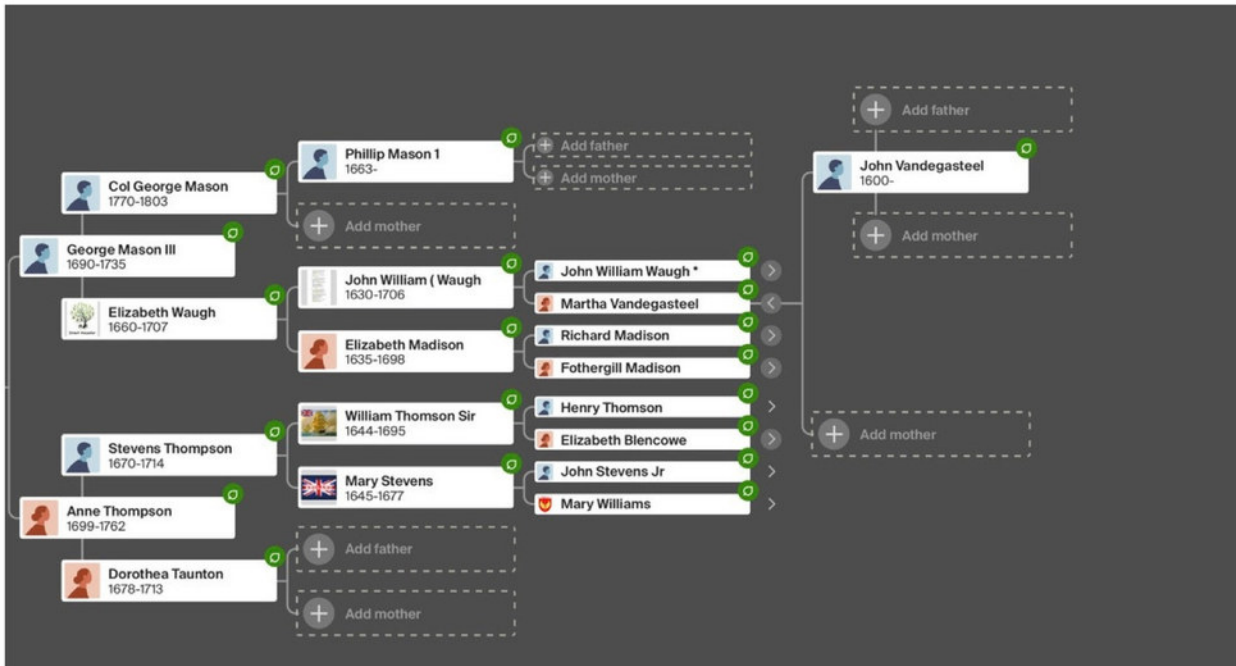 Add father
John Vandegasteel
1600-
Add mother
Phillip Mason 1
1663-
Add father
Add mother
Col George Mason
1770-1803
Add mother
George Mason III
1690-1735
John William ( Waugh
1630-1706
John William Waugh *
Martha Vandegasteel
Elizabeth Waugh
1660-1707
Elizabeth Madison
1635-1698
Richard Madison
Fothergill Madison
William Thomson Sir
1644-1695
Henry Thomson
Elizabeth Blencowe
Add mother
Stevens Thompson
1670-1714
Mary Stevens
1645-1677
John Stevens Jr
Mary Williams
Anne Thompson
1699-1762
Add father
Dorothea Taunton
1678-1713
Add mother